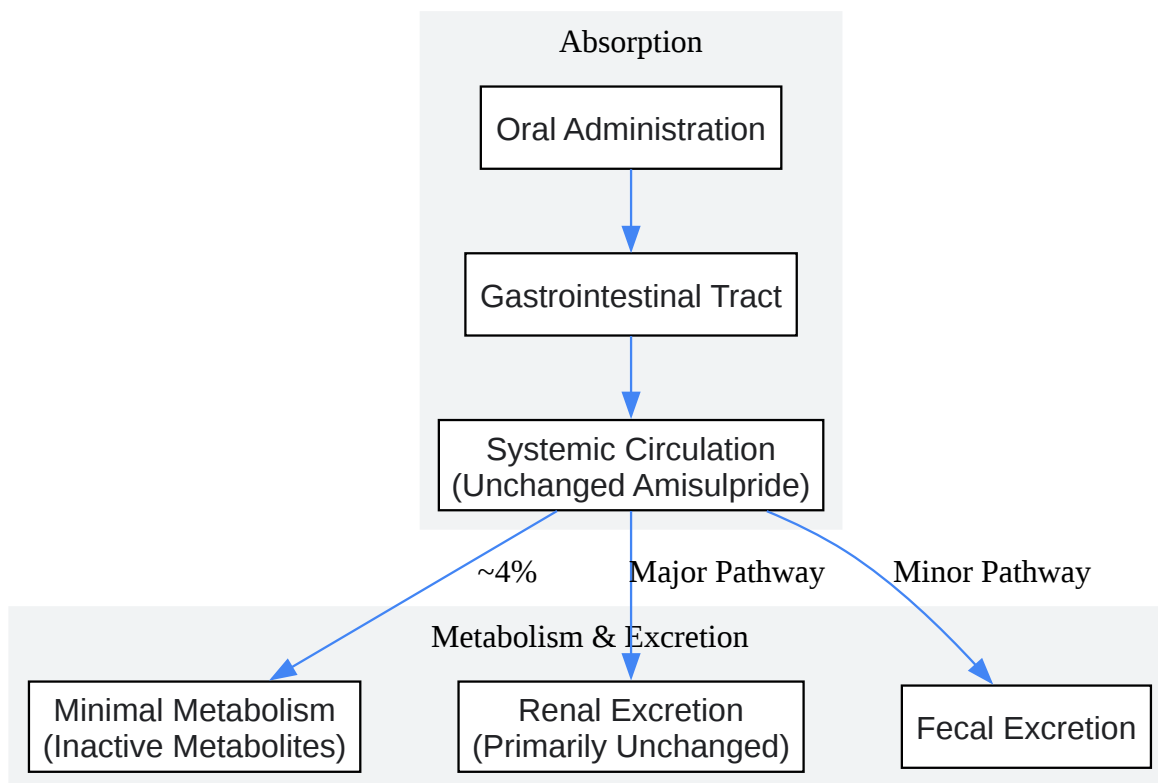 Absorption
Oral Administration
Gastrointestinal Tract
Systemic Circulation
(Unchanged Amisulpride)
~4%
Major Pathway
Minor Pathway
Metabolism & Excretion
Minimal Metabolism
(Inactive Metabolites)
Renal Excretion
(Primarily Unchanged)
Fecal Excretion